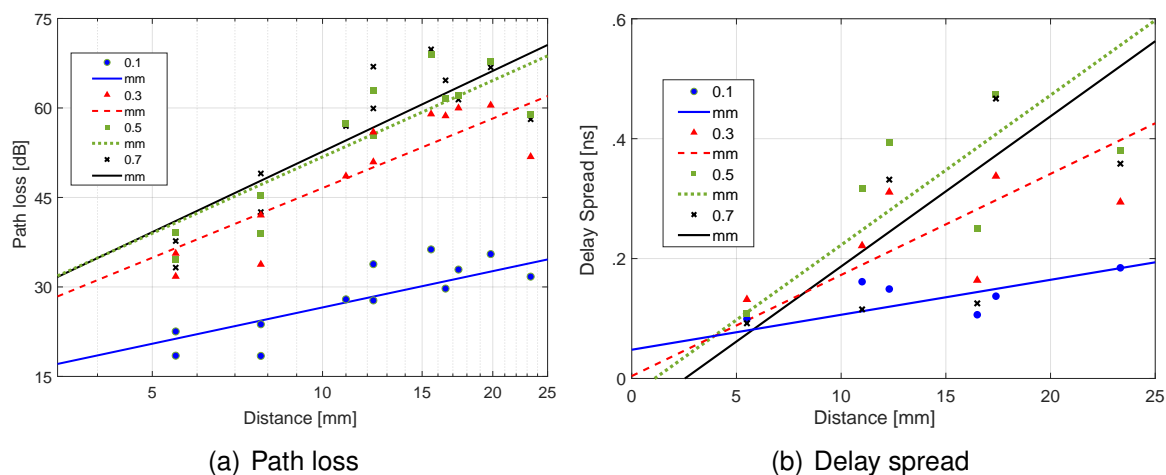 75
60
45
30
15
Path loss [dB]
0.1
mm
0.3
mm
0.5
mm
0.7
mm
5
10
15
20
25
Distance [mm]
(a) Path loss
.6
.4
.2
0
Delay Spread [ns]
0.1
mm
0.3
mm
0.5
mm
0.7
mm
0
5
10
15
20
25
Distance [mm]
(b) Delay spread